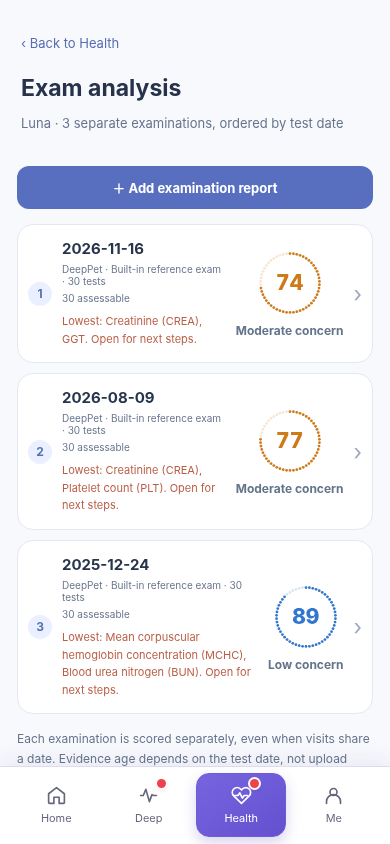 ‹ Back to Health
Exam analysis
Luna · 3 separate examinations, ordered by test date
+ Add examination report
1
2026-11-16
DeepPet · Built-in reference exam
· 30 tests
30 assessable
Lowest: Creatinine (CREA),
GGT. Open for next steps.
74
Moderate concern
›
2
2026-08-09
DeepPet · Built-in reference exam
· 30 tests
30 assessable
Lowest: Creatinine (CREA),
Platelet count (PLT). Open for
next steps.
77
Moderate concern
›
3
2025-12-24
DeepPet · Built-in reference exam · 30
tests
30 assessable
Lowest: Mean corpuscular
hemoglobin concentration (MCHC),
Blood urea nitrogen (BUN). Open for
next steps.
89
Low concern
›
Each examination is scored separately, even when visits share
a date. Evidence age depends on the test date, not upload
Home
Deep
Health
Me